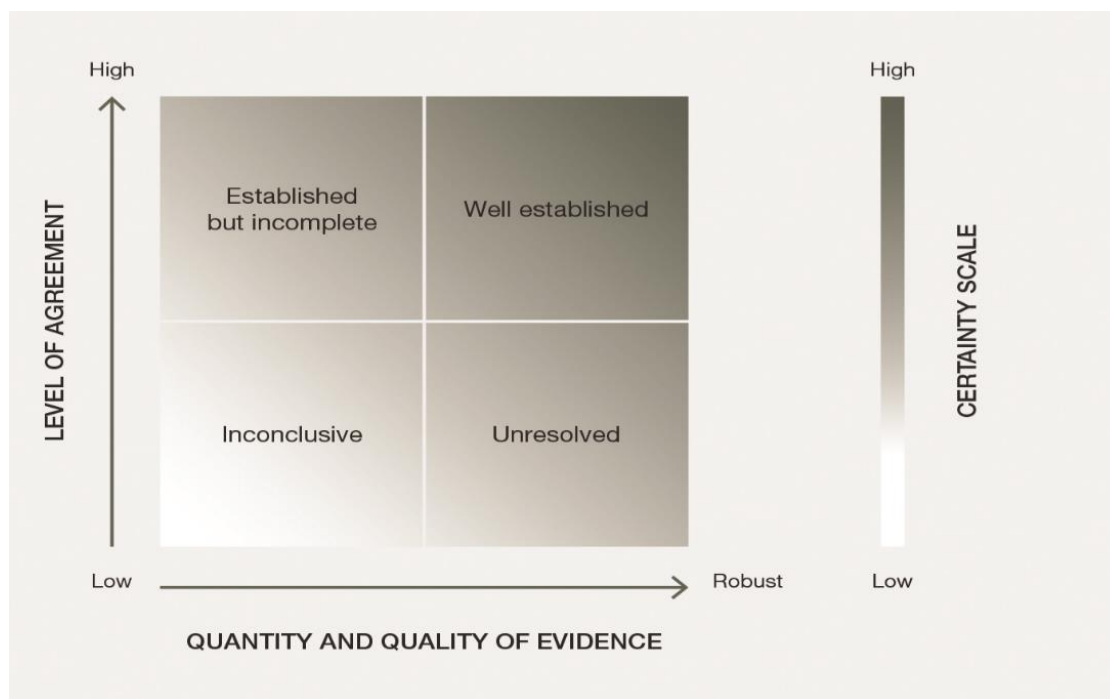 High
High
LEVEL OF AGREEMENT
Established
but incomplete
Well established
CERTAINTY SCALE
Inconclusive
Unresolved
Low
Robust
Low
QUANTITY AND QUALITY OF EVIDENCE